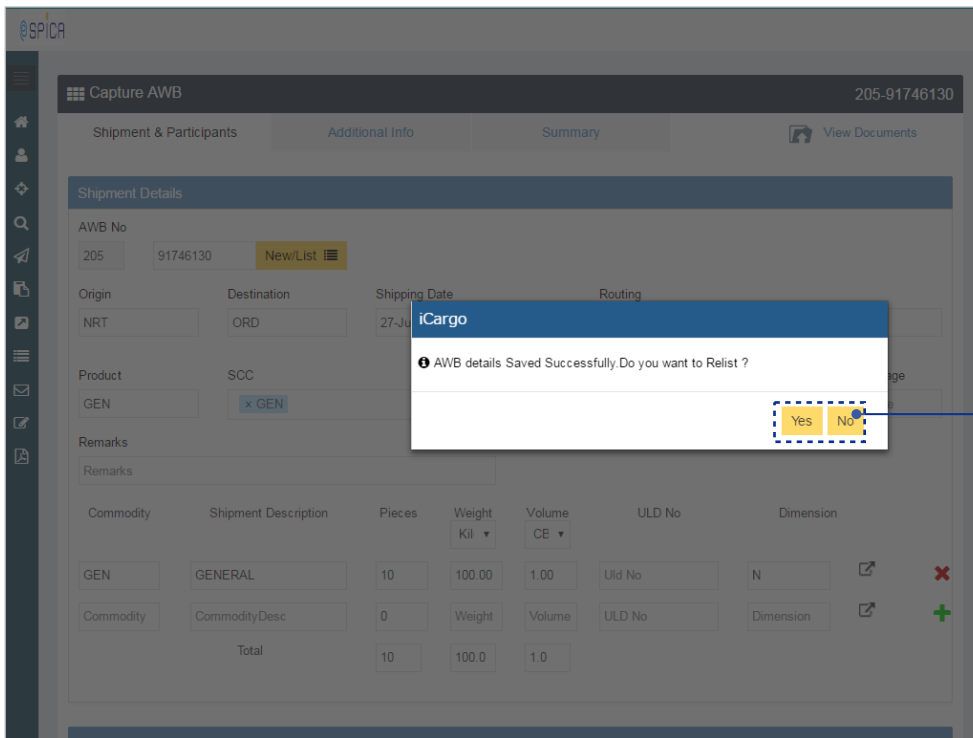 SPICA
Capture AWB 205-91746130
Shipment & Participants Additional Info Summary View Documents
Shipment Details
AWB No
205 91746130 New/List
Origin Destination Shipping Date Routing
NRT ORD 27-Ju
iCargo
AWB details Saved Successfully.Do you want to Relist ?
Yes No
Product SCC
GEN × GEN
Remarks
Remarks
Commodity Shipment Description Pieces Weight Volume ULD No Dimension
Kil CB
GEN GENERAL 10 100.00 1.00 Uld No N
Commodity CommodityDesc 0 Weight Volume ULD No Dimension
Total 10 100.0 1.0